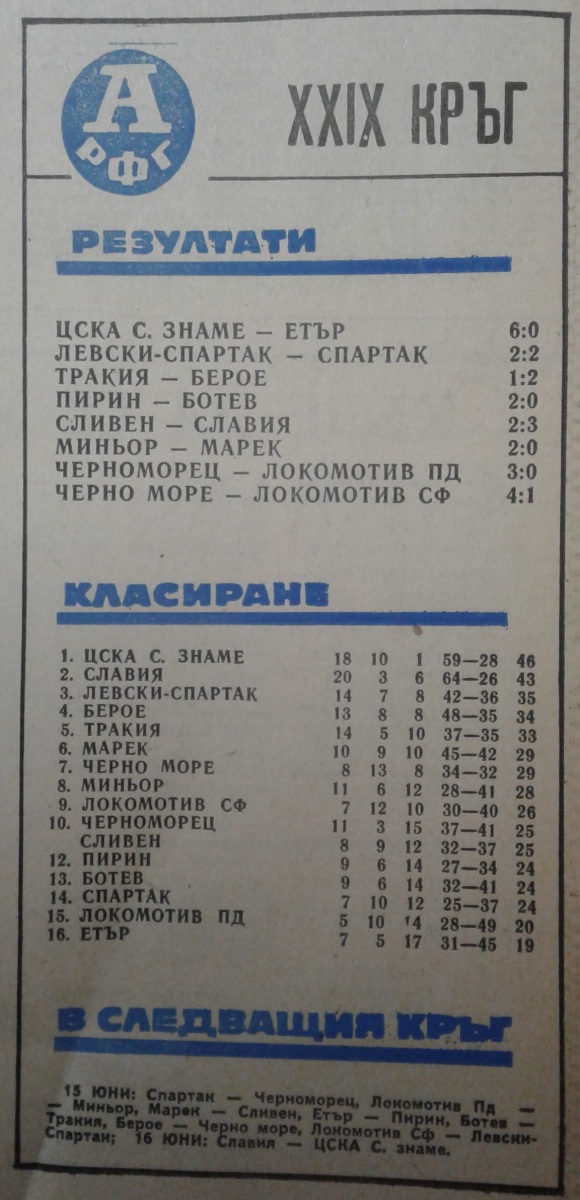 А
РФГ
XXIX КРЪГ
РЕЗУЛТАТИ
ЦСКА С. ЗНАМЕ — ЕТЪР 6:0
ЛЕВСКИ-СПАРТАК — СПАРТАК 2:2
ТРАКИЯ — БЕРОЕ 1:2
ПИРИН — БОТЕВ 2:0
СЛИВЕН — СЛАВИЯ 2:3
МИНЬОР — МАРЕК 2:0
ЧЕРНОМОРЕЦ — ЛОКОМОТИВ ПД 3:0
ЧЕРНО МОРЕ — ЛОКОМОТИВ СФ 4:1
КЛАСИРАНЕ
1. ЦСКА С. ЗНАМЕ 18 10 1 59—28 46
2. СЛАВИЯ 20 3 6 64—26 43
3. ЛЕВСКИ-СПАРТАК 14 7 8 42—36 35
4. БЕРОЕ 13 8 8 48—35 34
5. ТРАКИЯ 14 5 10 37—35 33
6. МАРЕК 10 9 10 45—42 29
7. ЧЕРНО МОРЕ 8 13 8 34—32 29
8. МИНЬОР 11 6 12 28—41 28
9. ЛОКОМОТИВ СФ 7 12 10 30—40 26
10. ЧЕРНОМОРЕЦ 11 3 15 37—41 25
СЛИВЕН 8 9 12 32—37 25
12. ПИРИН 9 6 14 27—34 24
13. БОТЕВ 9 6 14 32—41 24
14. СПАРТАК 7 10 12 25—37 24
15. ЛОКОМОТИВ ПД 5 10 14 28—49 20
16. ЕТЪР 7 5 17 31—45 19
В СЛЕДВАЩИЯ КРЪГ
15 ЮНИ: Спартак — Черноморец, Локомотив Пд —
— Миньор, Марек — Сливен, Етър — Пирин, Ботев —
Тракия, Берое — Черно море, Локомотив Сф — Левски-
Спартак; 16 ЮНИ: Славия — ЦСКА С. знаме.